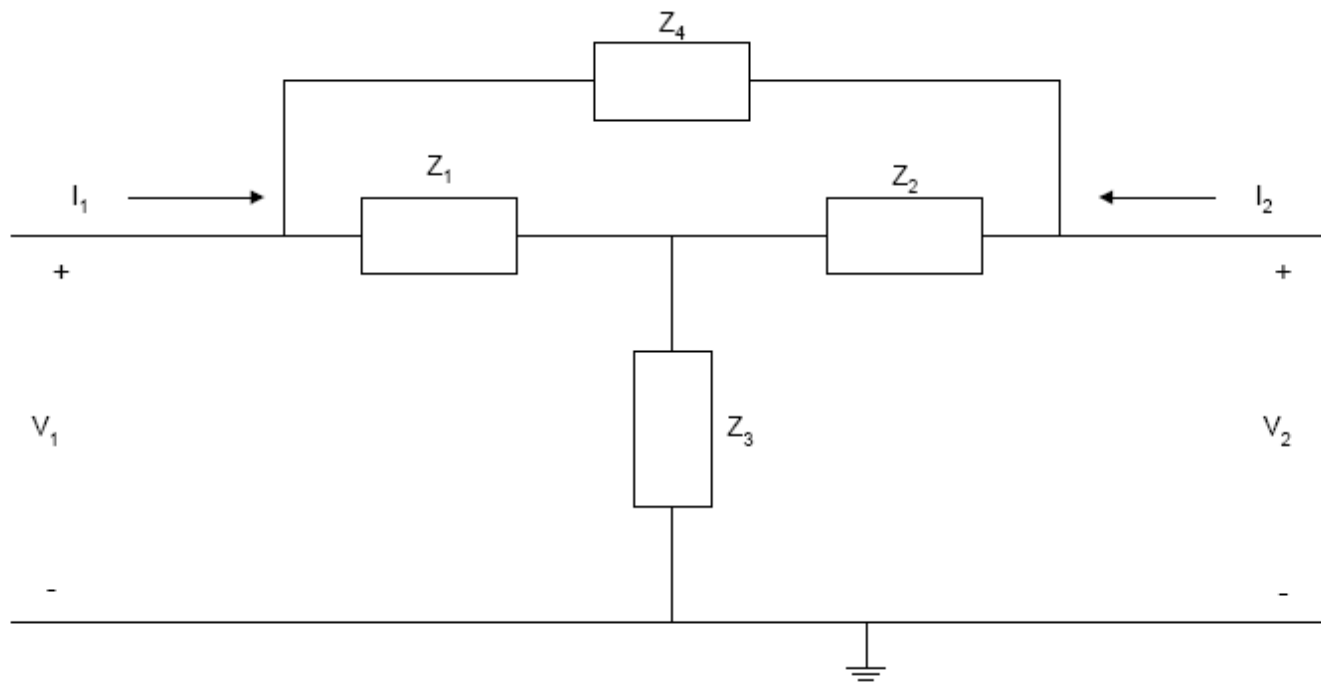 Z₄
Z₁
Z₂
I₁
I₂
+
+
V₁
Z₃
V₂
-
-